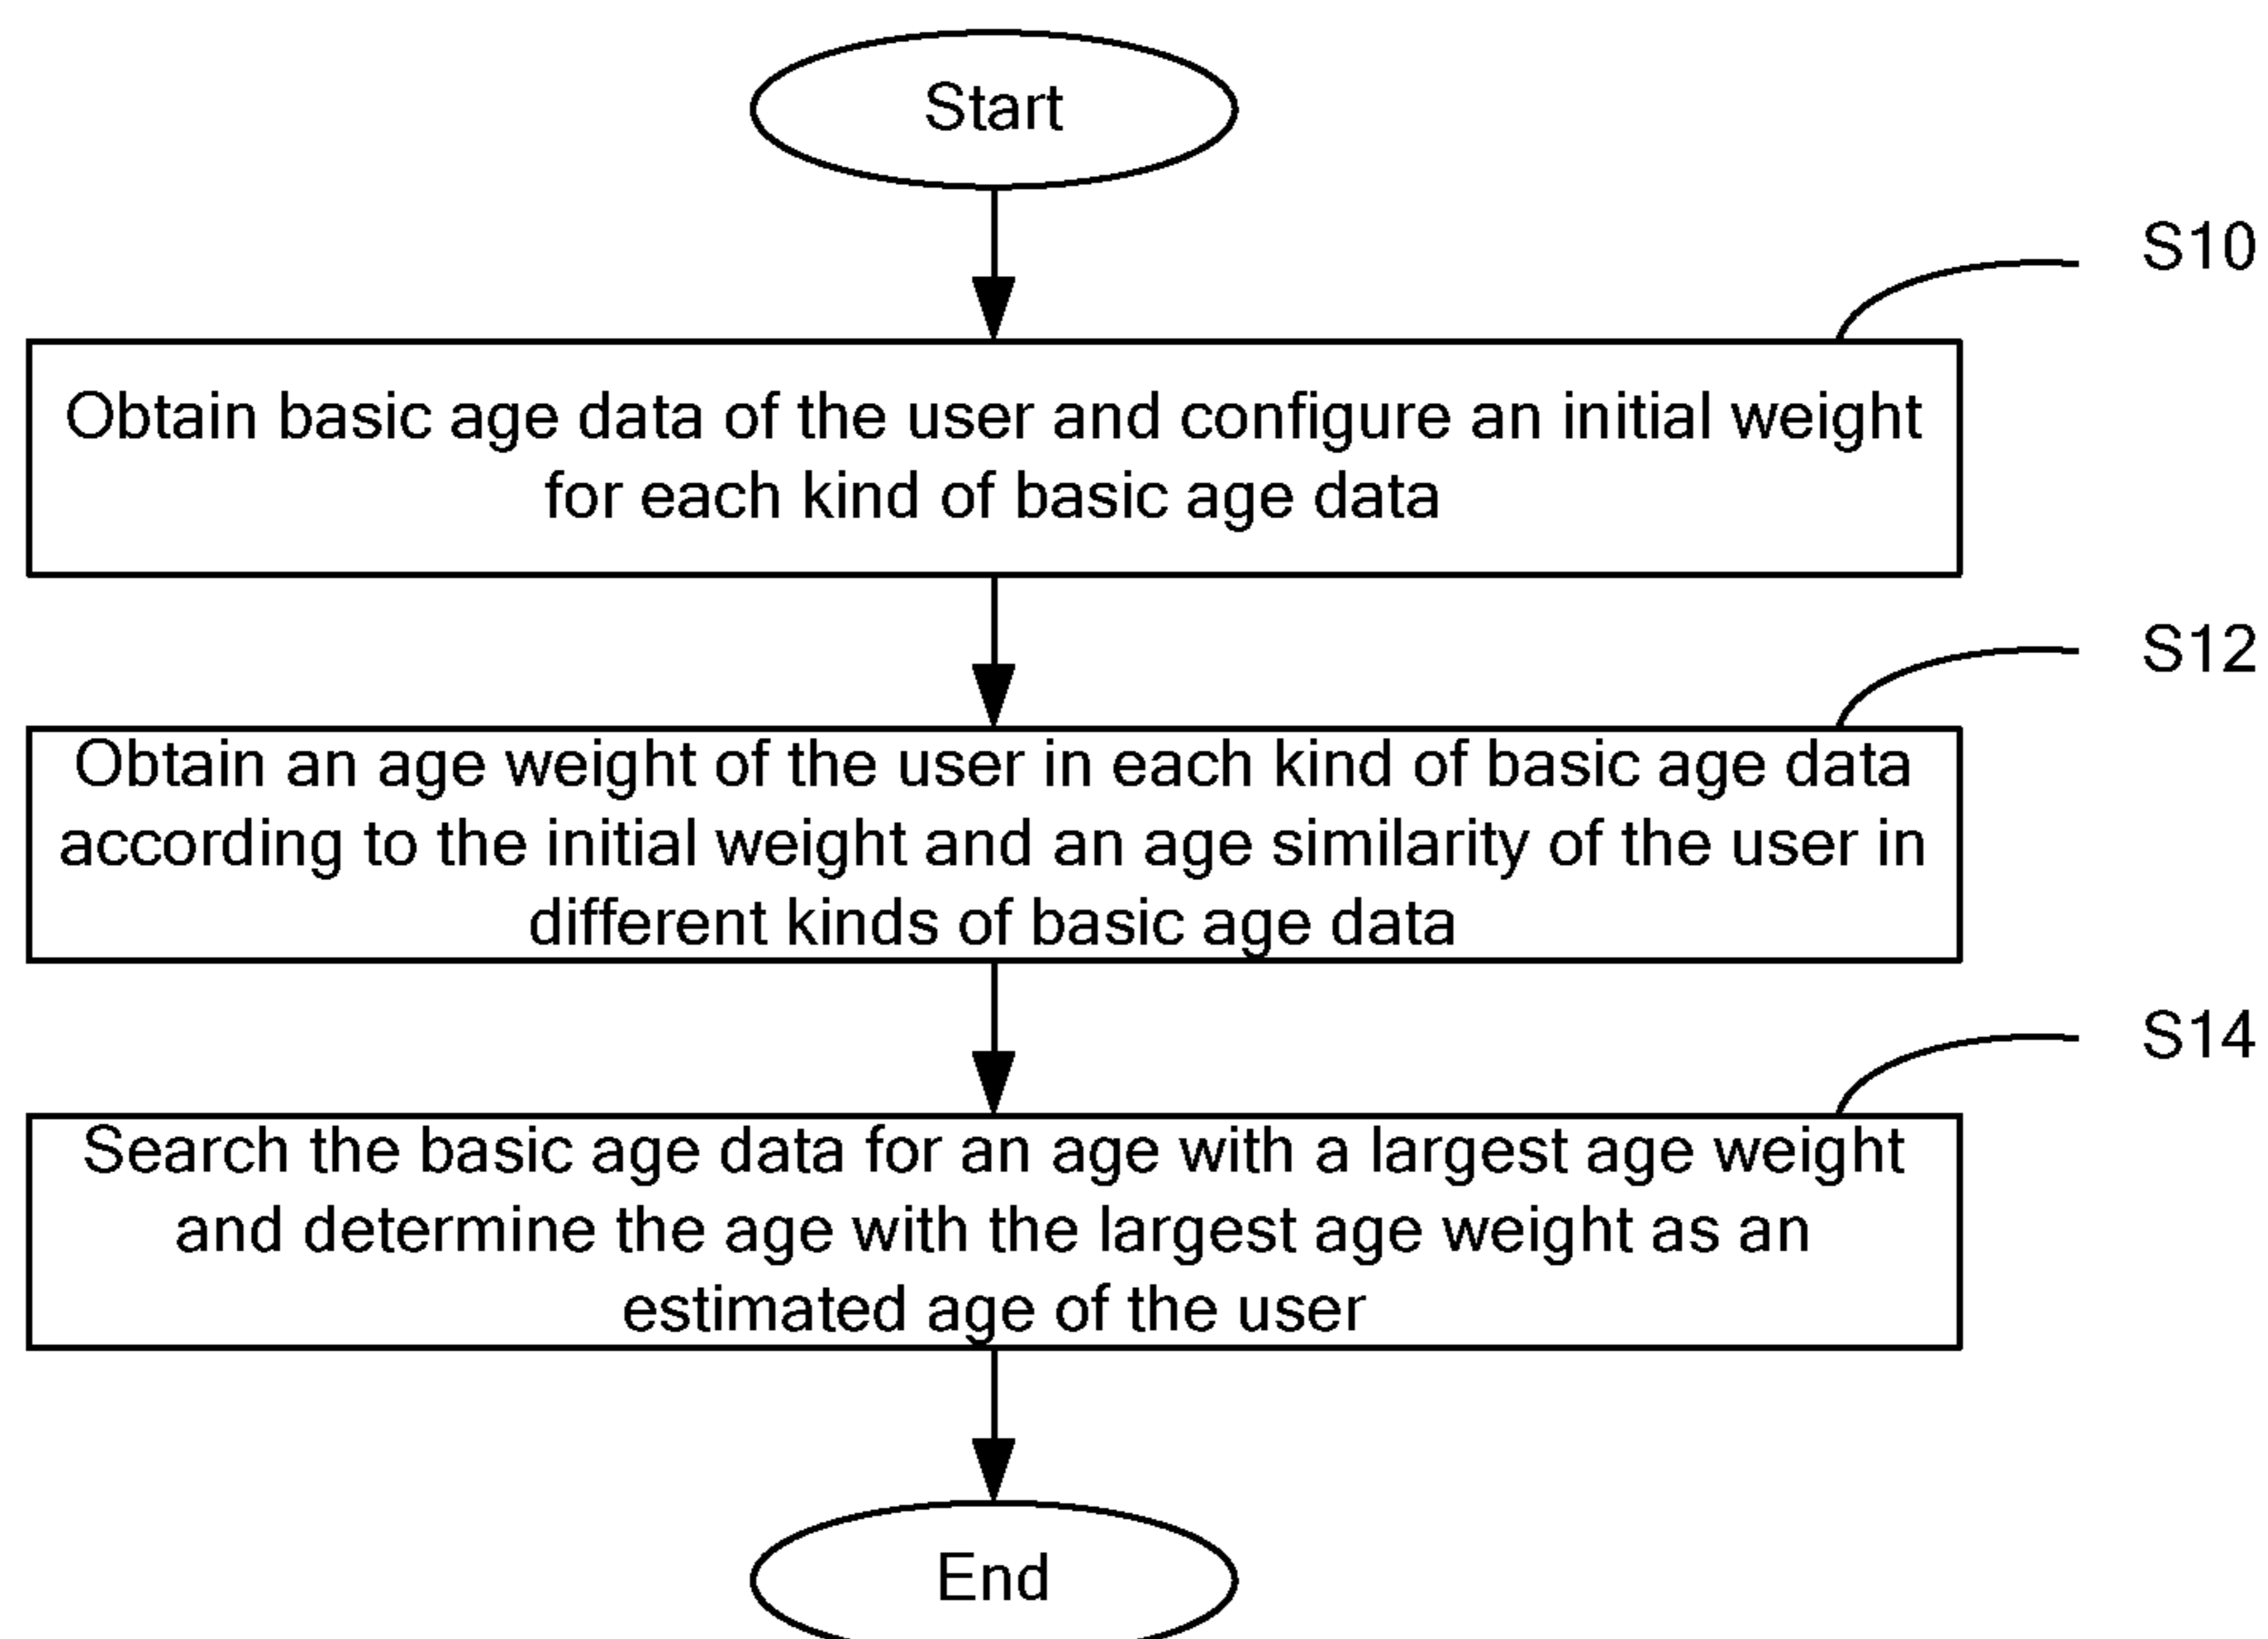 Start
S10
Obtain basic age data of the user and configure an initial weight
for each kind of basic age data
S12
Obtain an age weight of the user in each kind of basic age data
according to the initial weight and an age similarity of the user in
different kinds of basic age data
S14
Search the basic age data for an age with a largest age weight
and determine the age with the largest age weight as an
estimated age of the user
End